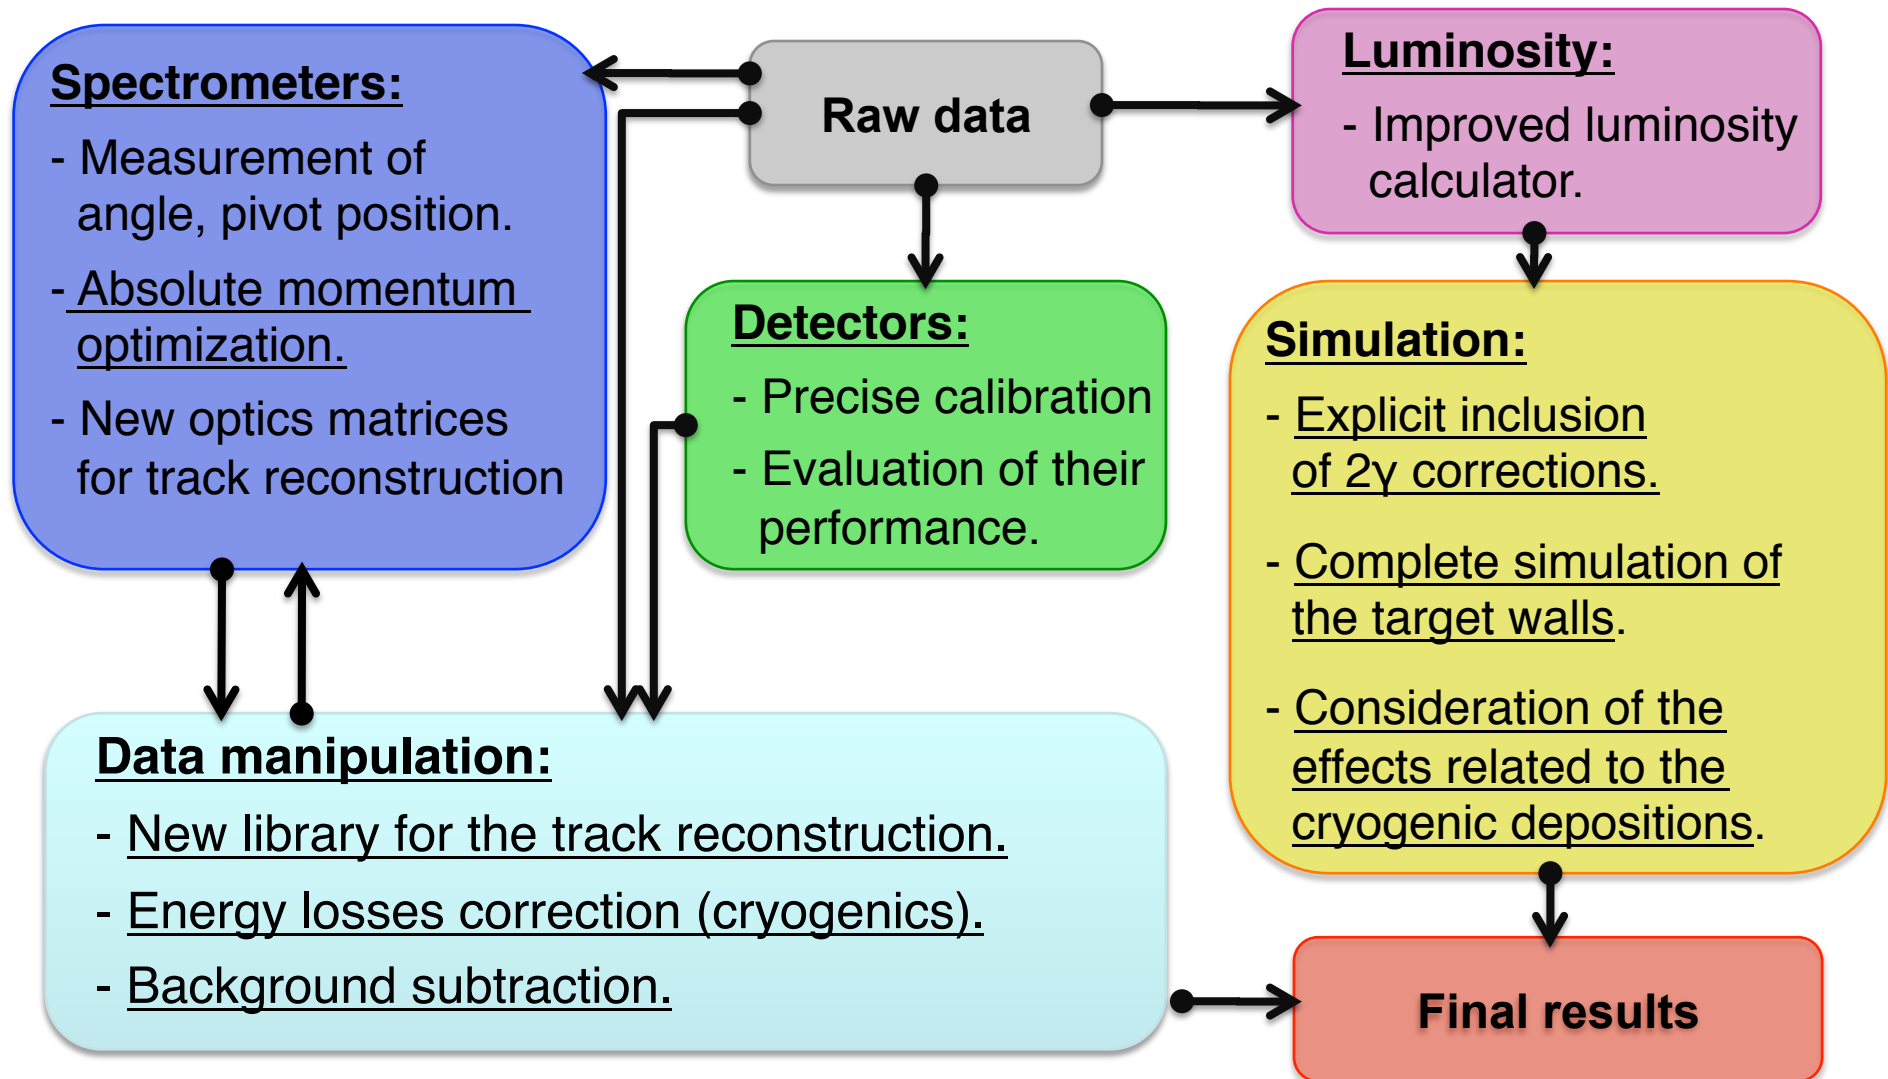 Spectrometers:
- Measurement of
angle, pivot position.
- Absolute momentum
optimization.
- New optics matrices
for track reconstruction
Raw data
Luminosity:
- Improved luminosity
calculator.
Detectors:
- Precise calibration
- Evaluation of their
performance.
Simulation:
- Explicit inclusion
of 2γ corrections.
- Complete simulation of
the target walls.
- Consideration of the
effects related to the
cryogenic depositions.
Data manipulation:
- New library for the track reconstruction.
- Energy losses correction (cryogenics).
- Background subtraction.
Final results